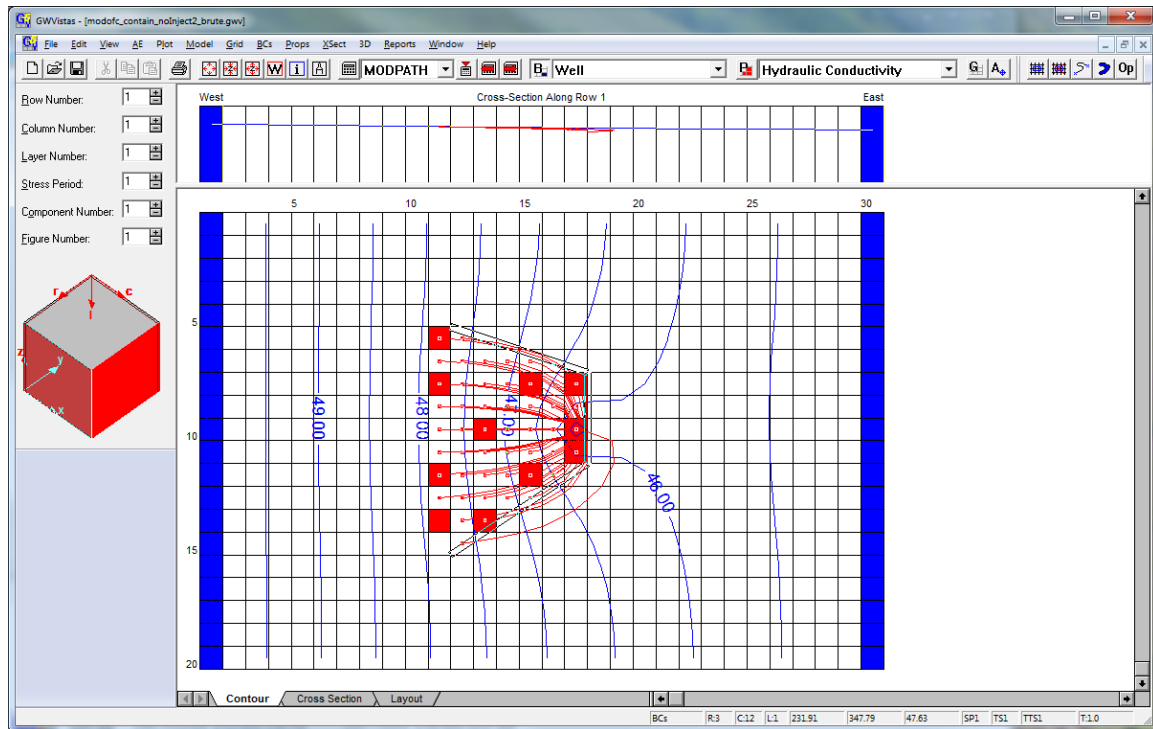 GWVistas - [modofc_contain_noInject2_brute.gwv]
File Edit View AE Plot Model Grid BCs Props XSect 3D Reports Window Help
W i A MODPATH B Well Hydraulic Conductivity G A Op
Row Number: 1
Column Number: 1
Layer Number: 1
Stress Period: 1
Component Number: 1
Figure Number: 1
r c
l
z y
x
West Cross-Section Along Row 1 East
5 10 15 20 25 30
5
10
15
20
49.00
48.00
46.00
Contour Cross Section Layout
BCs R:3 C:12 L:1 231.91 347.79 47.63 SP1 TS1 TTS1 T:1.0